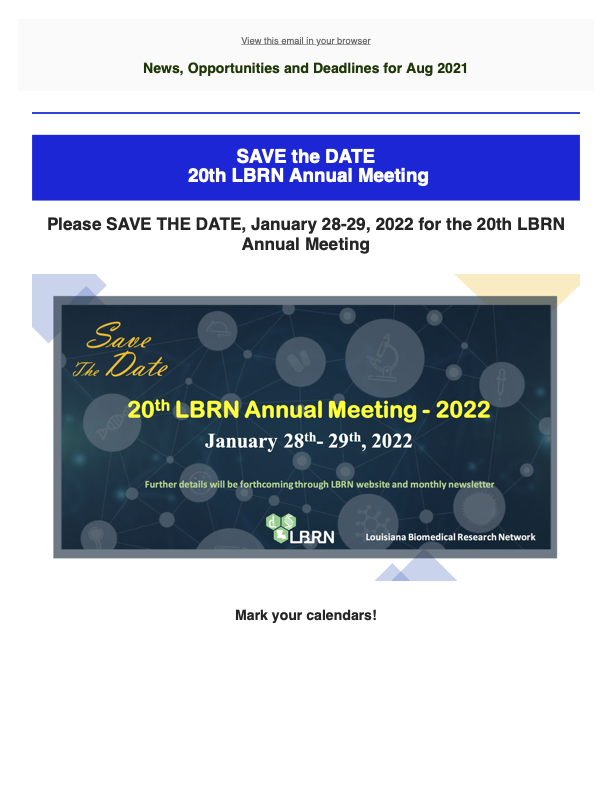 View this email in your browser
News, Opportunities and Deadlines for Aug 2021
SAVE the DATE
20th LBRN Annual Meeting
Please SAVE THE DATE, January 28-29, 2022 for the 20th LBRN
Annual Meeting
Save
The Date
20th LBRN Annual Meeting - 2022
January 28th- 29th, 2022
Further details will be forthcoming through LBRN website and monthly newsletter
LBRN
Louisiana Biomedical Research Network
Mark your calendars!